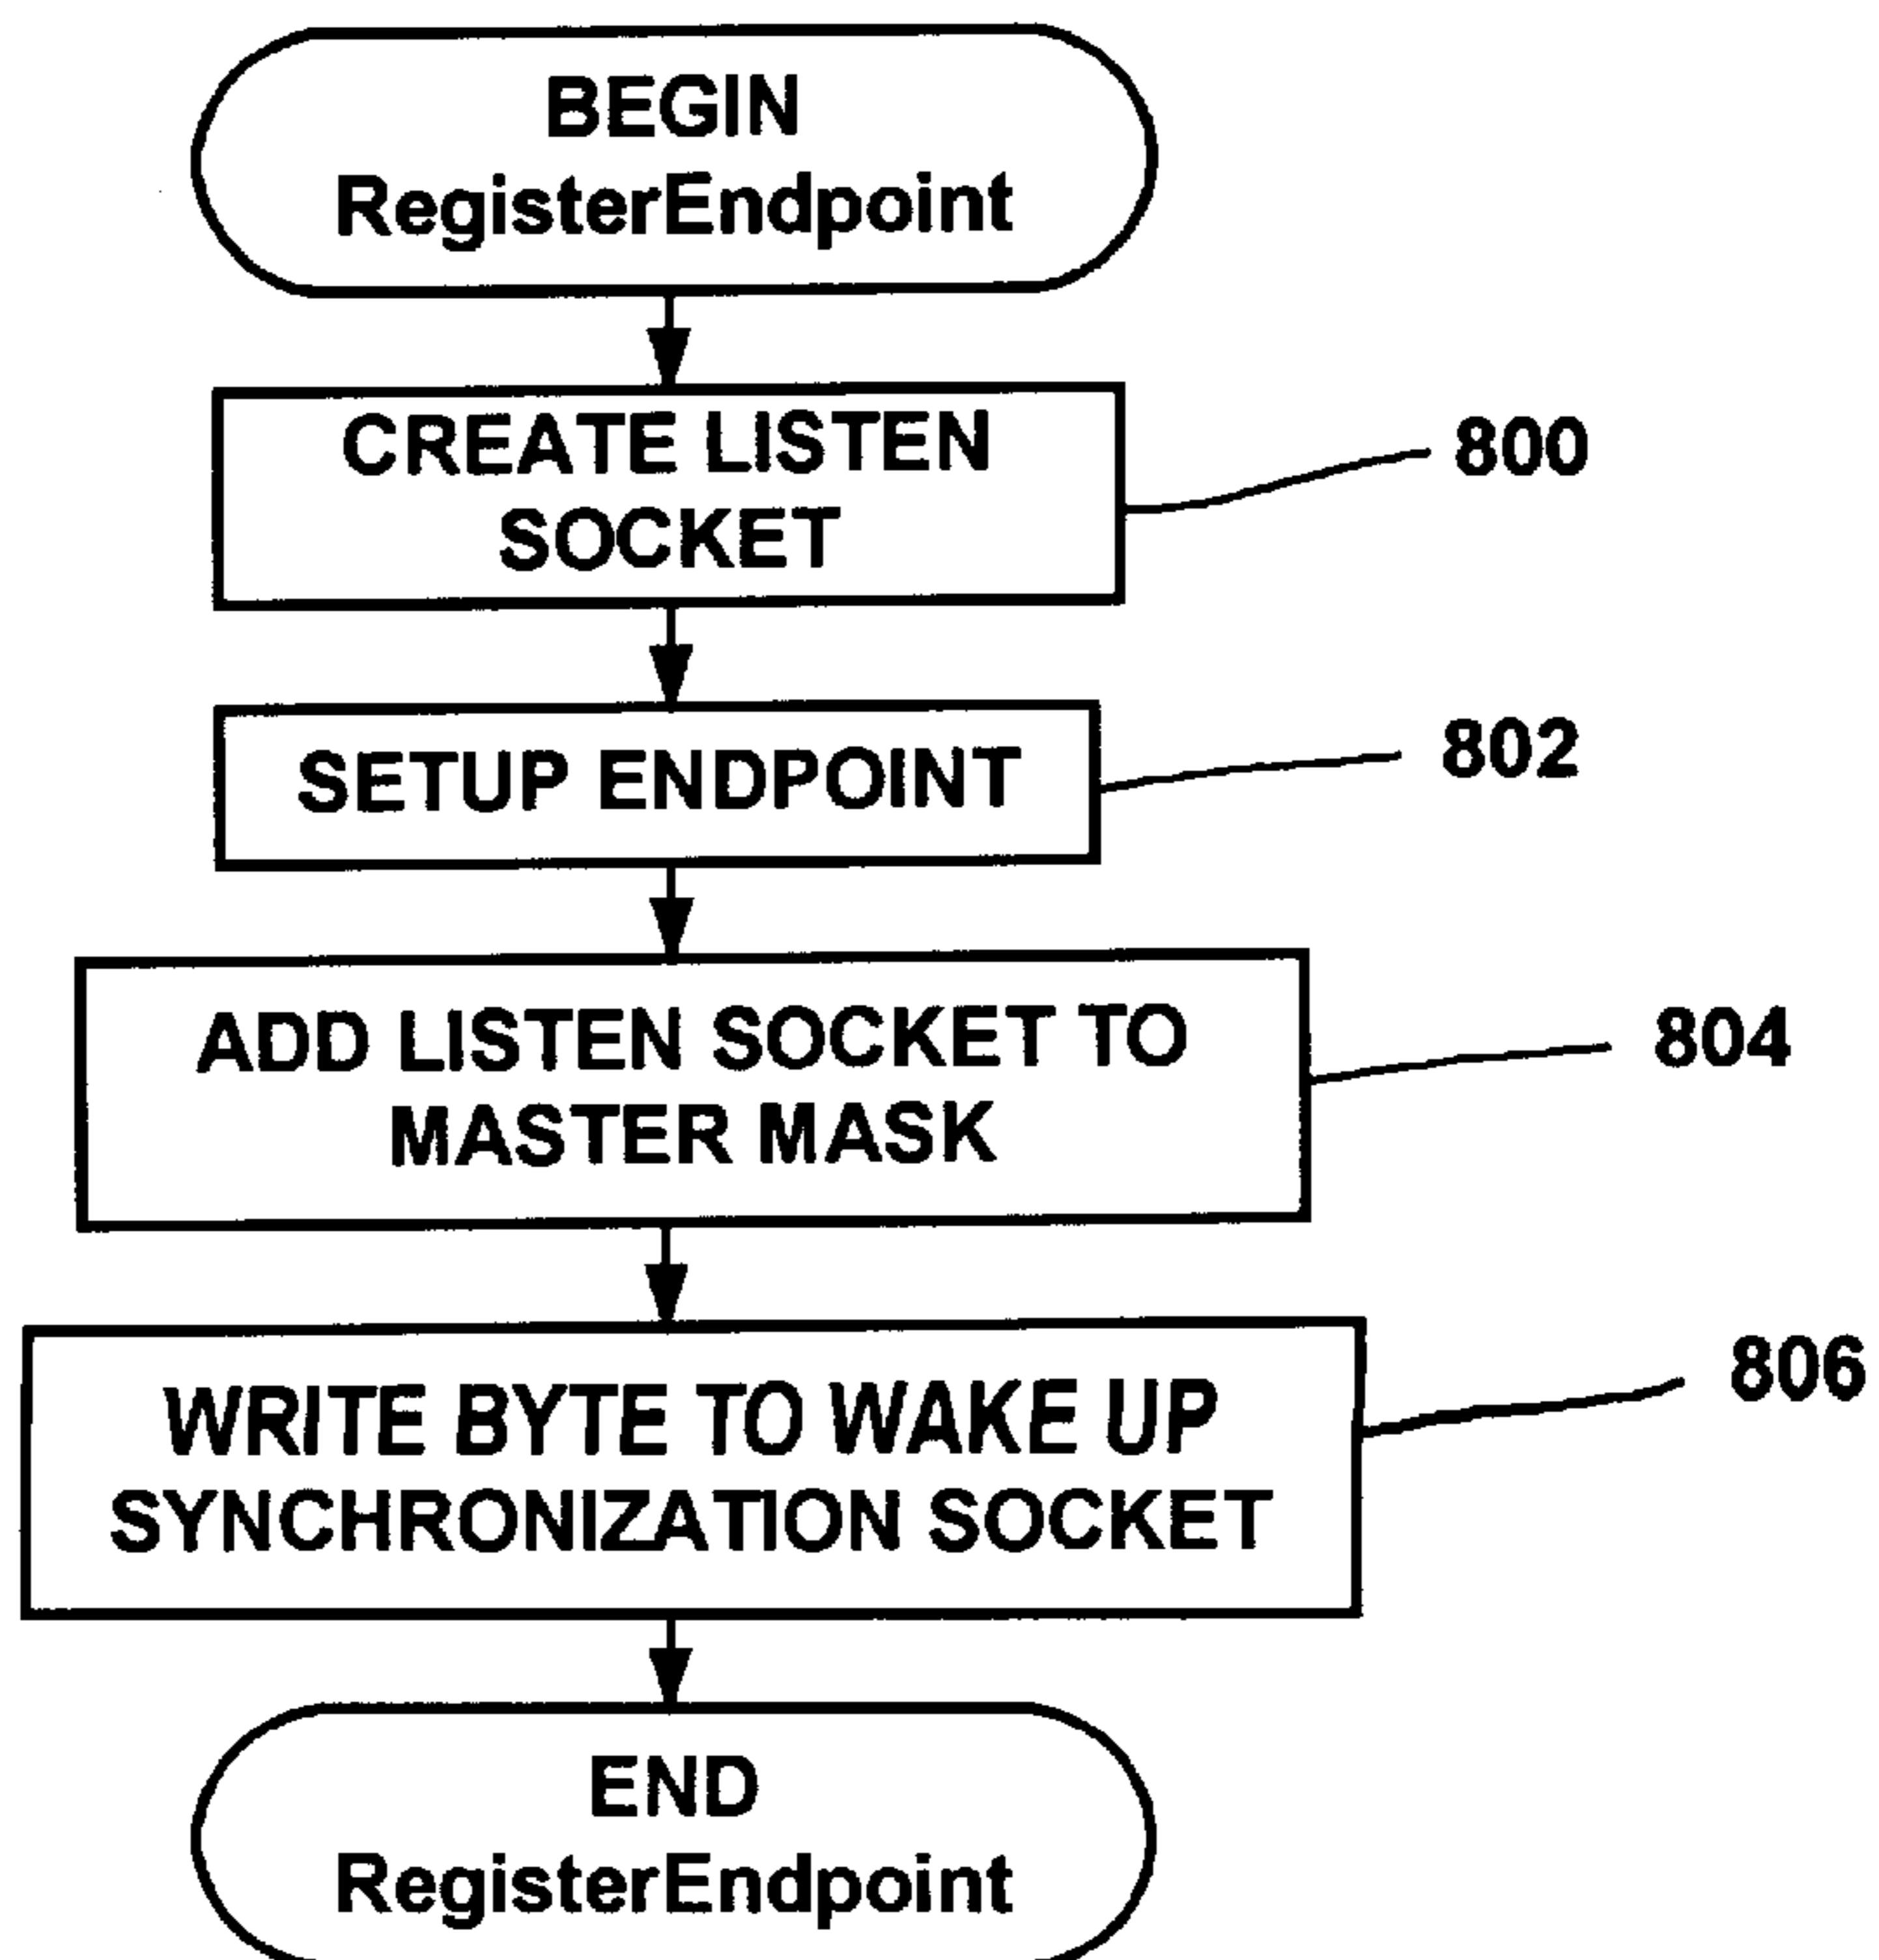 BEGIN
RegisterEndpoint
CREATE LISTEN
SOCKET
800
SETUP ENDPOINT
802
ADD LISTEN SOCKET TO
MASTER MASK
804
WRITE BYTE TO WAKE UP
SYNCHRONIZATION SOCKET
806
END
RegisterEndpoint